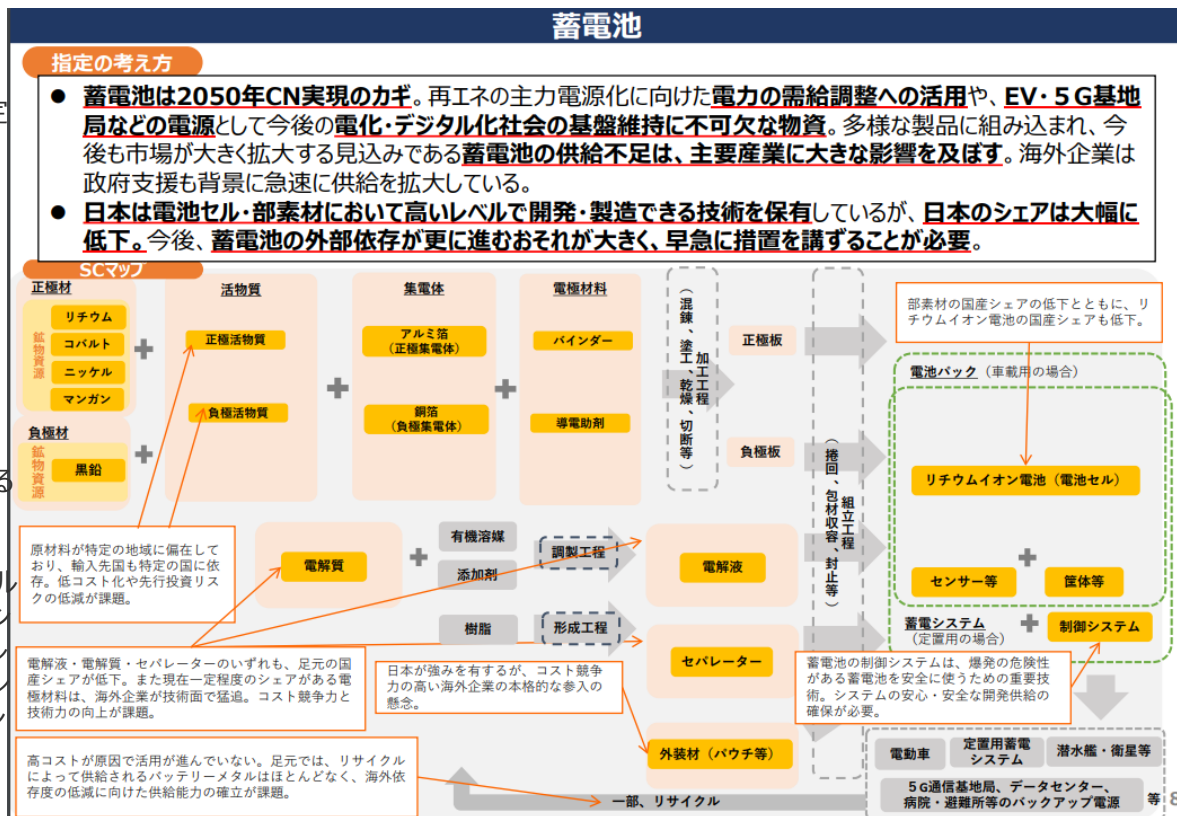 蓄電池
指定の考え方
● 蓄電池は2050年CN実現のカギ。再エネの主力電源化に向けた電力の需給調整への活用や、EV・5G基地
局などの電源として今後の電化・デジタル化社会の基盤維持に不可欠な物資。多様な製品に組み込まれ、今
後も市場が大きく拡大する見込みである蓄電池の供給不足は、主要産業に大きな影響を及ぼす。海外企業は
政府支援も背景に急速に供給を拡大している。
● 日本は電池セル・部素材において高いレベルで開発・製造できる技術を保有しているが、日本のシェアは大幅に
低下。今後、蓄電池の外部依存が更に進むおそれが大きく、早急に措置を講ずることが必要。
SCマップ
正極材
鉱物資源
リチウム
コバルト
ニッケル
マンガン
負極材
鉱物資源
黒鉛
+
+
活物質
正極活物質
負極活物質
+
集電体
アルミ箔
(正極集電体)
銅箔
(負極集電体)
+
電極材料
バインダー
導電助剤
加工工程
(混錬、塗工、乾燥、切断等)
正極板
負極板
組立工程
(捲回、包材収容、封止等)
部素材の国産シェアの低下とともに、リ
チウムイオン電池の国産シェアも低下。
電池パック(車載用の場合)
リチウムイオン電池(電池セル)
+
センサー等
筐体等
蓄電システム
(定置用の場合)
+
制御システム
原材料が特定の地域に偏在して
おり、輸入先国も特定の国に依
存。低コスト化や先行投資リス
クの低減が課題。
電解質
+
有機溶媒
添加剤
調製工程
電解液
樹脂
形成工程
セパレーター
外装材(パウチ等)
電解液・電解質・セパレーターのいずれも、足元の国
産シェアが低下。また現在一定程度のシェアがある電
極材料は、海外企業が技術面で猛追。コスト競争力と
技術力の向上が課題。
日本が強みを有するが、コスト競争
力の高い海外企業の本格的な参入の
懸念。
蓄電池の制御システムは、爆発の危険性
がある蓄電池を安全に使うための重要技
術。システムの安心・安全な開発供給の
確保が必要。
高コストが原因で活用が進んでいない。足元では、リサイクル
によって供給されるバッテリーメタルはほとんどなく、海外依
存度の低減に向けた供給能力の確立が課題。
一部、リサイクル
電動車
定置用蓄電
システム
潜水艦・衛星等
5G通信基地局、データセンター、
病院・避難所等のバックアップ電源
等
8
る
ル